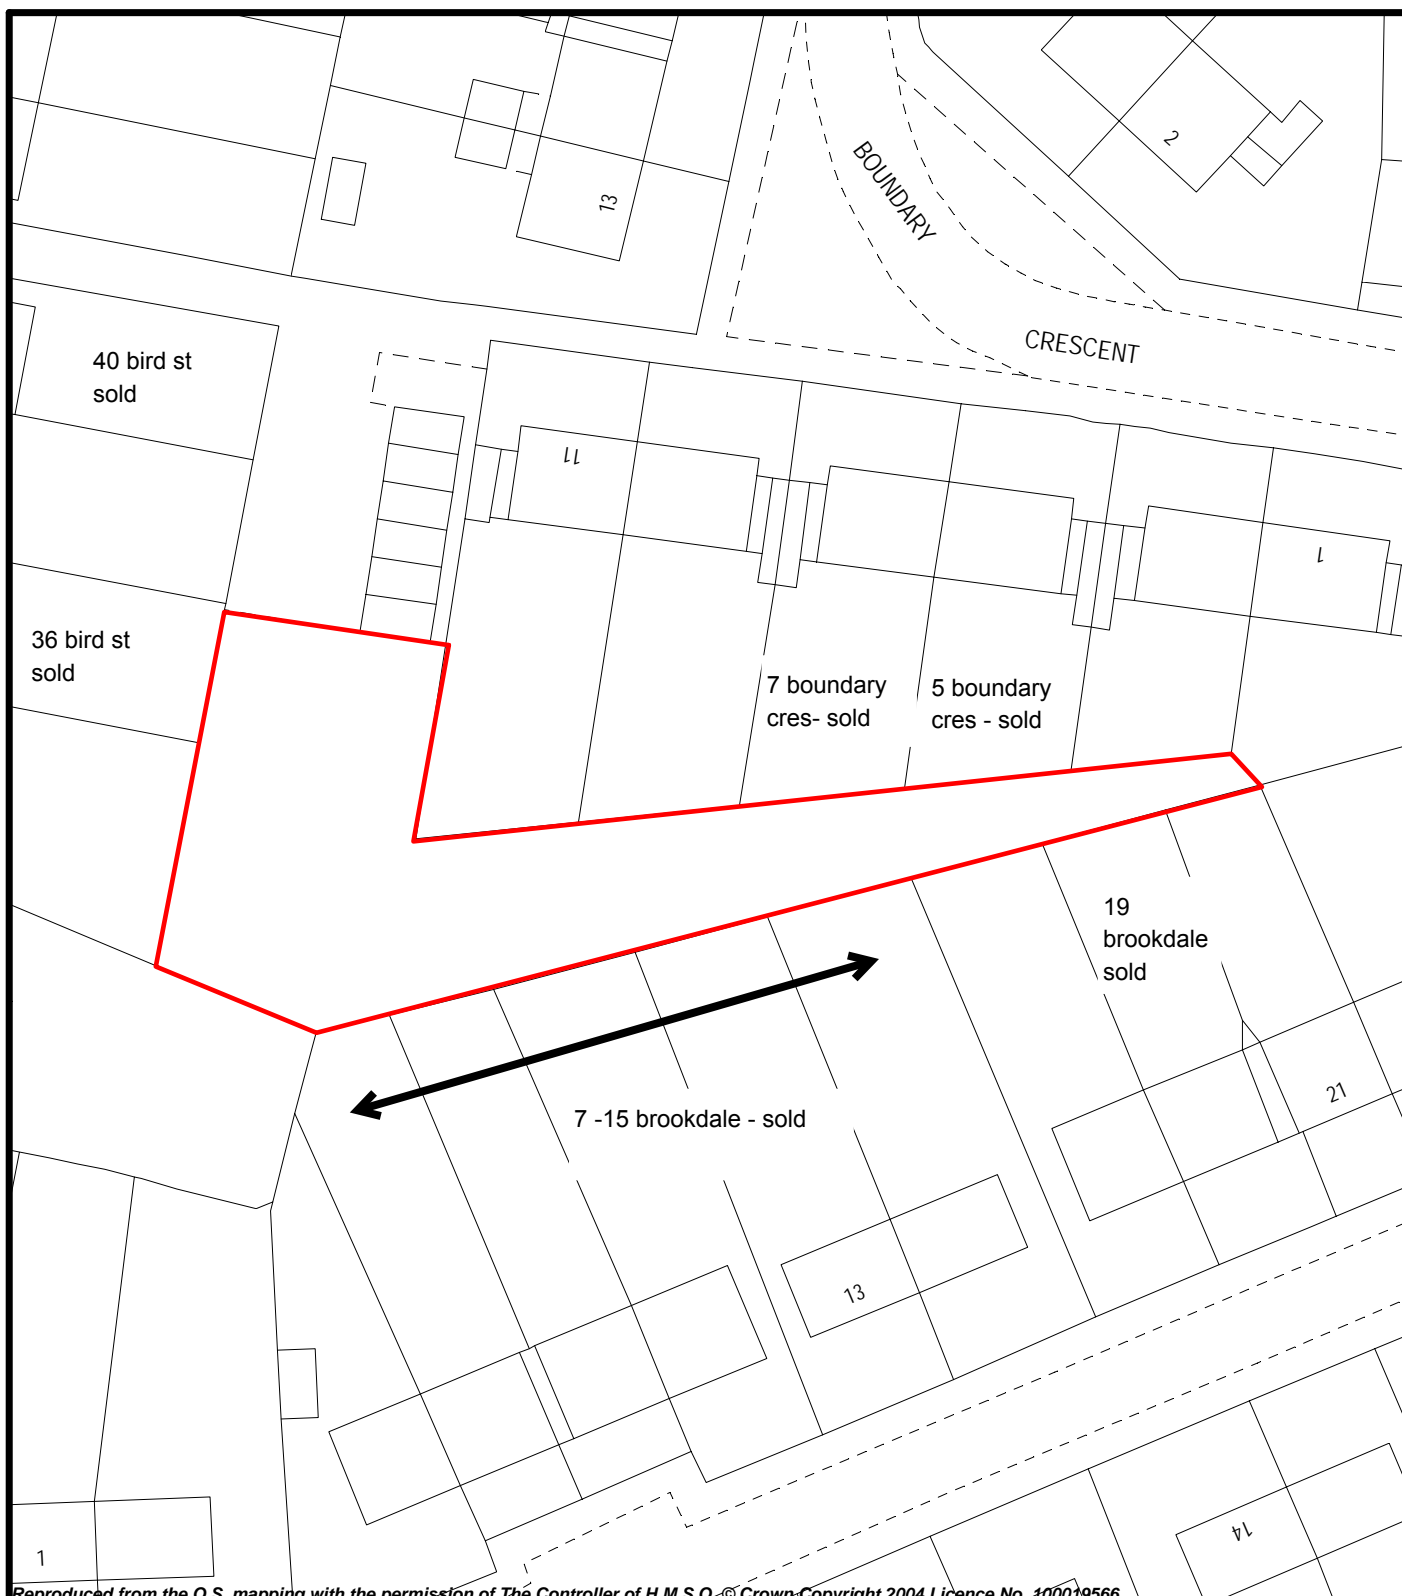 2
BOUNDARY
13
CRESCENT
40 bird st
sold
11
1
36 bird st
sold
7 boundary
cres- sold
5 boundary
cres - sold
19
brookdale
sold
21
7 -15 brookdale - sold
13
14
1
Reproduced from the O.S. mapping with the permission of The Controller of H.M.S.O. © Crown Copyright 2004 Licence No. 100019566